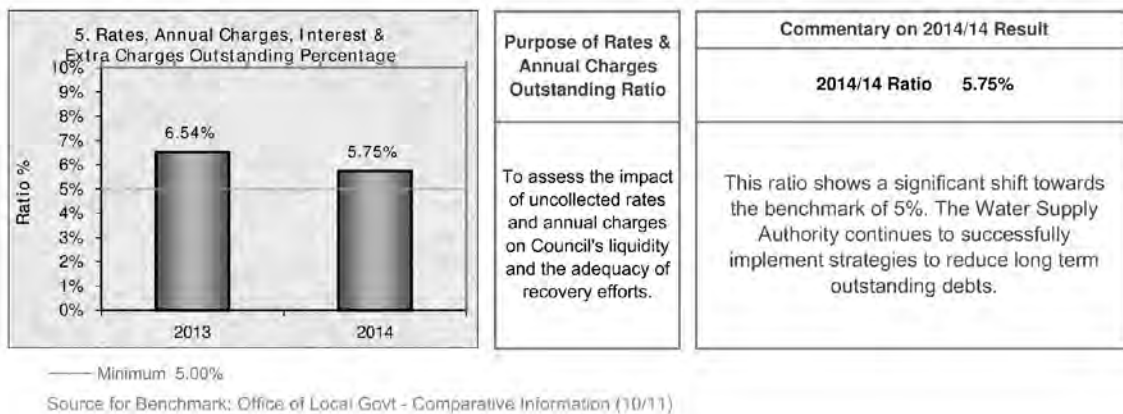 5. Rates, Annual Charges, Interest &
Extra Charges Outstanding Percentage
10%
9%
8%
7%
6%
5%
4%
3%
2%
1%
0%
Ratio %
6.54%
5.75%
2013
2014
Minimum 5.00%
Source for Benchmark: Office of Local Govt - Comparative Information (10/11)
Purpose of Rates &
Annual Charges
Outstanding Ratio
To assess the impact
of uncollected rates
and annual charges
on Council's liquidity
and the adequacy of
recovery efforts.
Commentary on 2014/14 Result
2014/14 Ratio 5.75%
This ratio shows a significant shift towards
the benchmark of 5%. The Water Supply
Authority continues to successfully
implement strategies to reduce long term
outstanding debts.